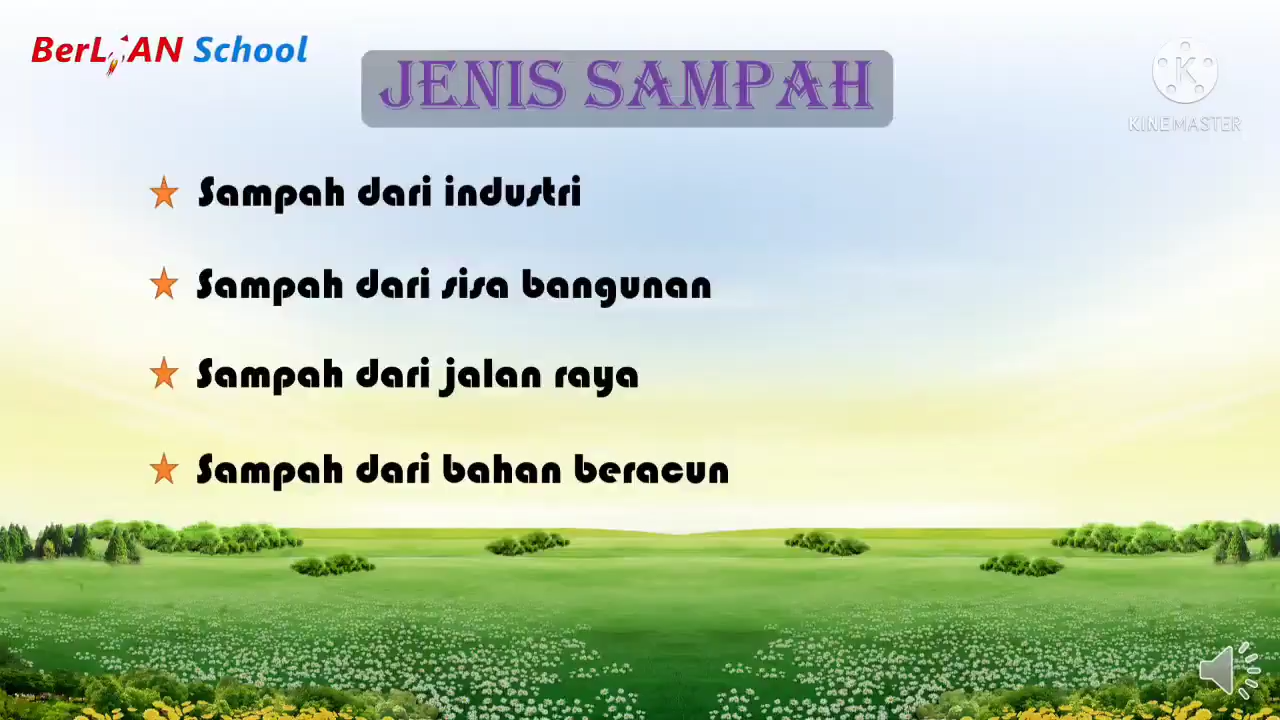 BerLIAN School
JENIS SAMPAH
KINEMASTER
Sampah dari industri
Sampah dari sisa bangunan
Sampah dari jalan raya
Sampah dari bahan beracun